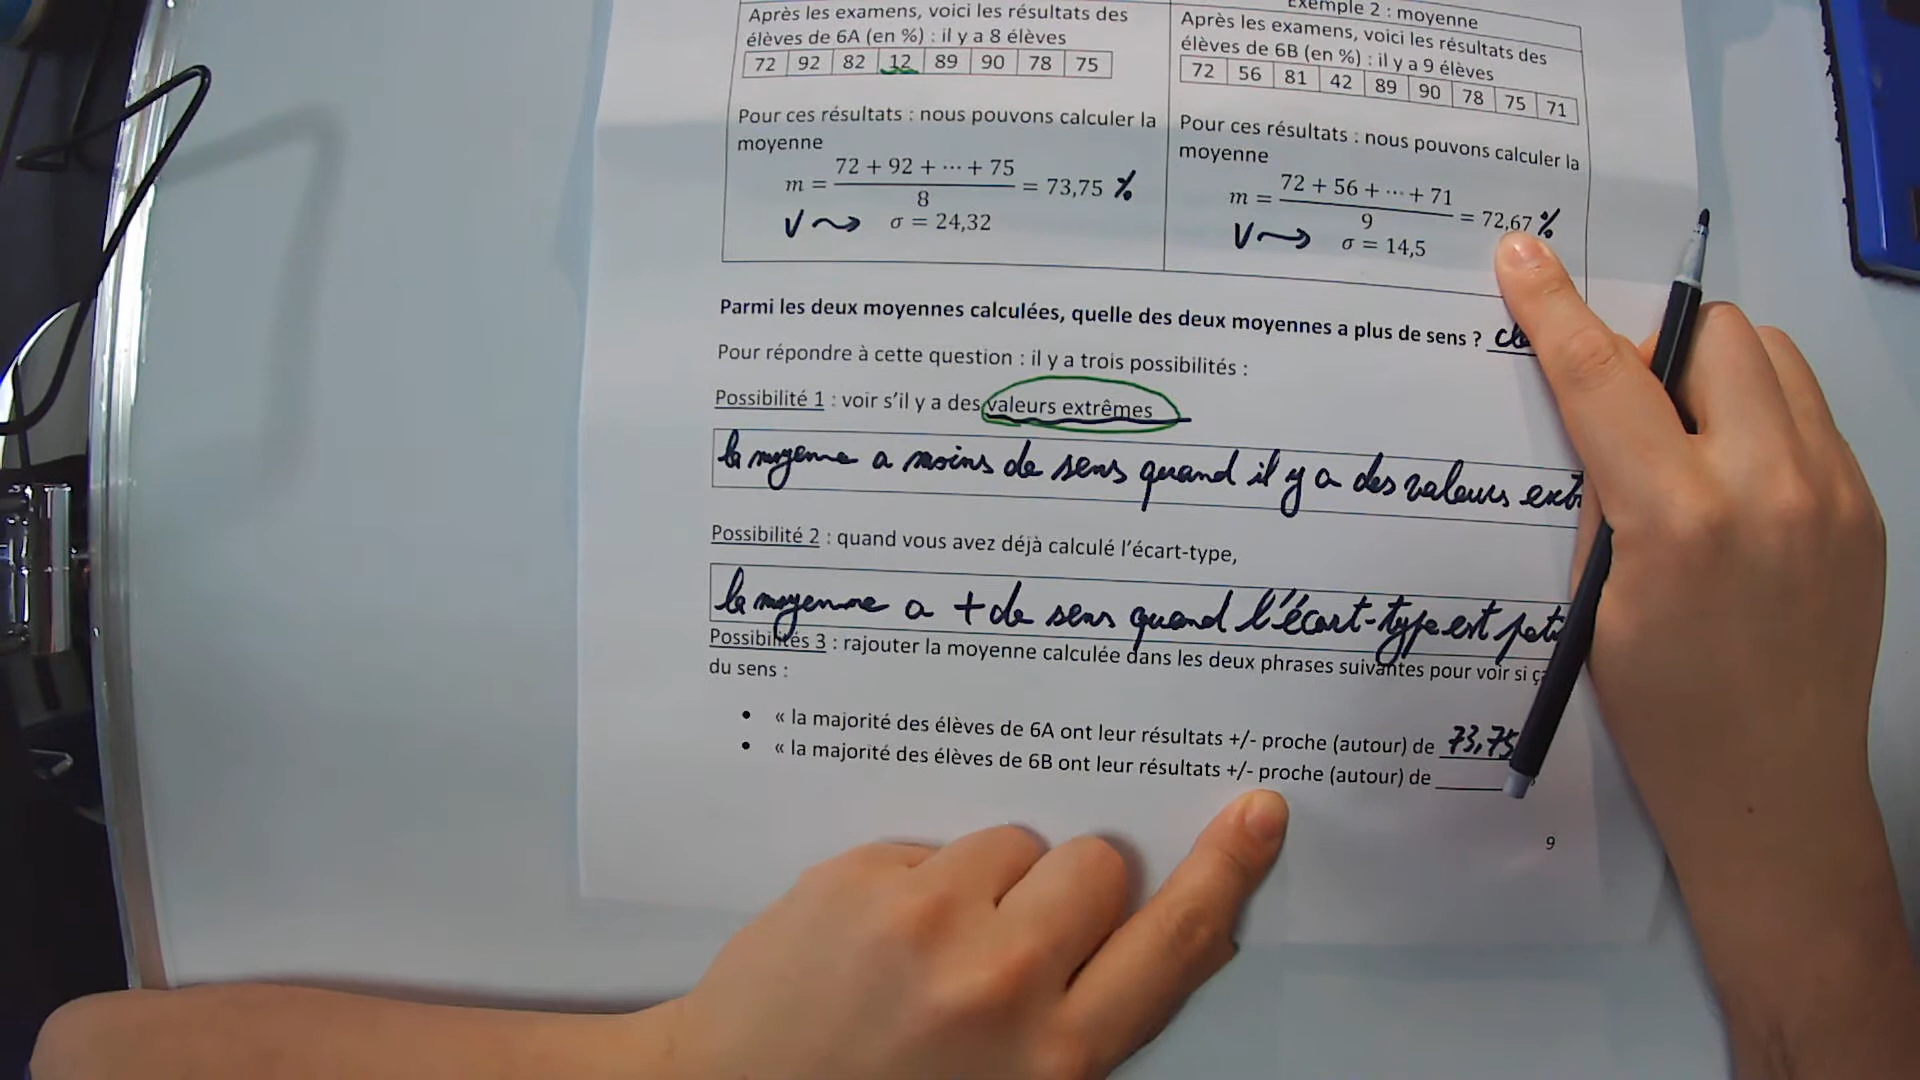 Exemple 2 : moyenne
Après les examens, voici les résultats des
élèves de 6A (en %) : il y a 8 élèves
72 92 82 12 89 90 78 75
Pour ces résultats : nous pouvons calculer la
moyenne
m = 72 + 92 + ⋯ + 75 / 8 = 73,75 %
V ⤳ σ = 24,32
Après les examens, voici les résultats des
élèves de 6B (en %) : il y a 9 élèves
72 56 81 42 89 90 78 75 71
Pour ces résultats : nous pouvons calculer la
moyenne
m = 72 + 56 + ⋯ + 71 / 9 = 72,67 %
V ⤳ σ = 14,5
Parmi les deux moyennes calculées, quelle des deux moyennes a plus de sens ?
Pour répondre à cette question : il y a trois possibilités :
Possibilité 1 : voir s'il y a des valeurs extrêmes
la moyenne a moins de sens quand il y a des valeurs
Possibilité 2 : quand vous avez déjà calculé l'écart-type,
la moyenne a + de sens quand l'écart-type est
Possibilités 3 : rajouter la moyenne calculée dans les deux phrases suivantes pour voir si
du sens :
• « la majorité des élèves de 6A ont leur résultats +/- proche (autour) de 73,75
• « la majorité des élèves de 6B ont leur résultats +/- proche (autour) de
9